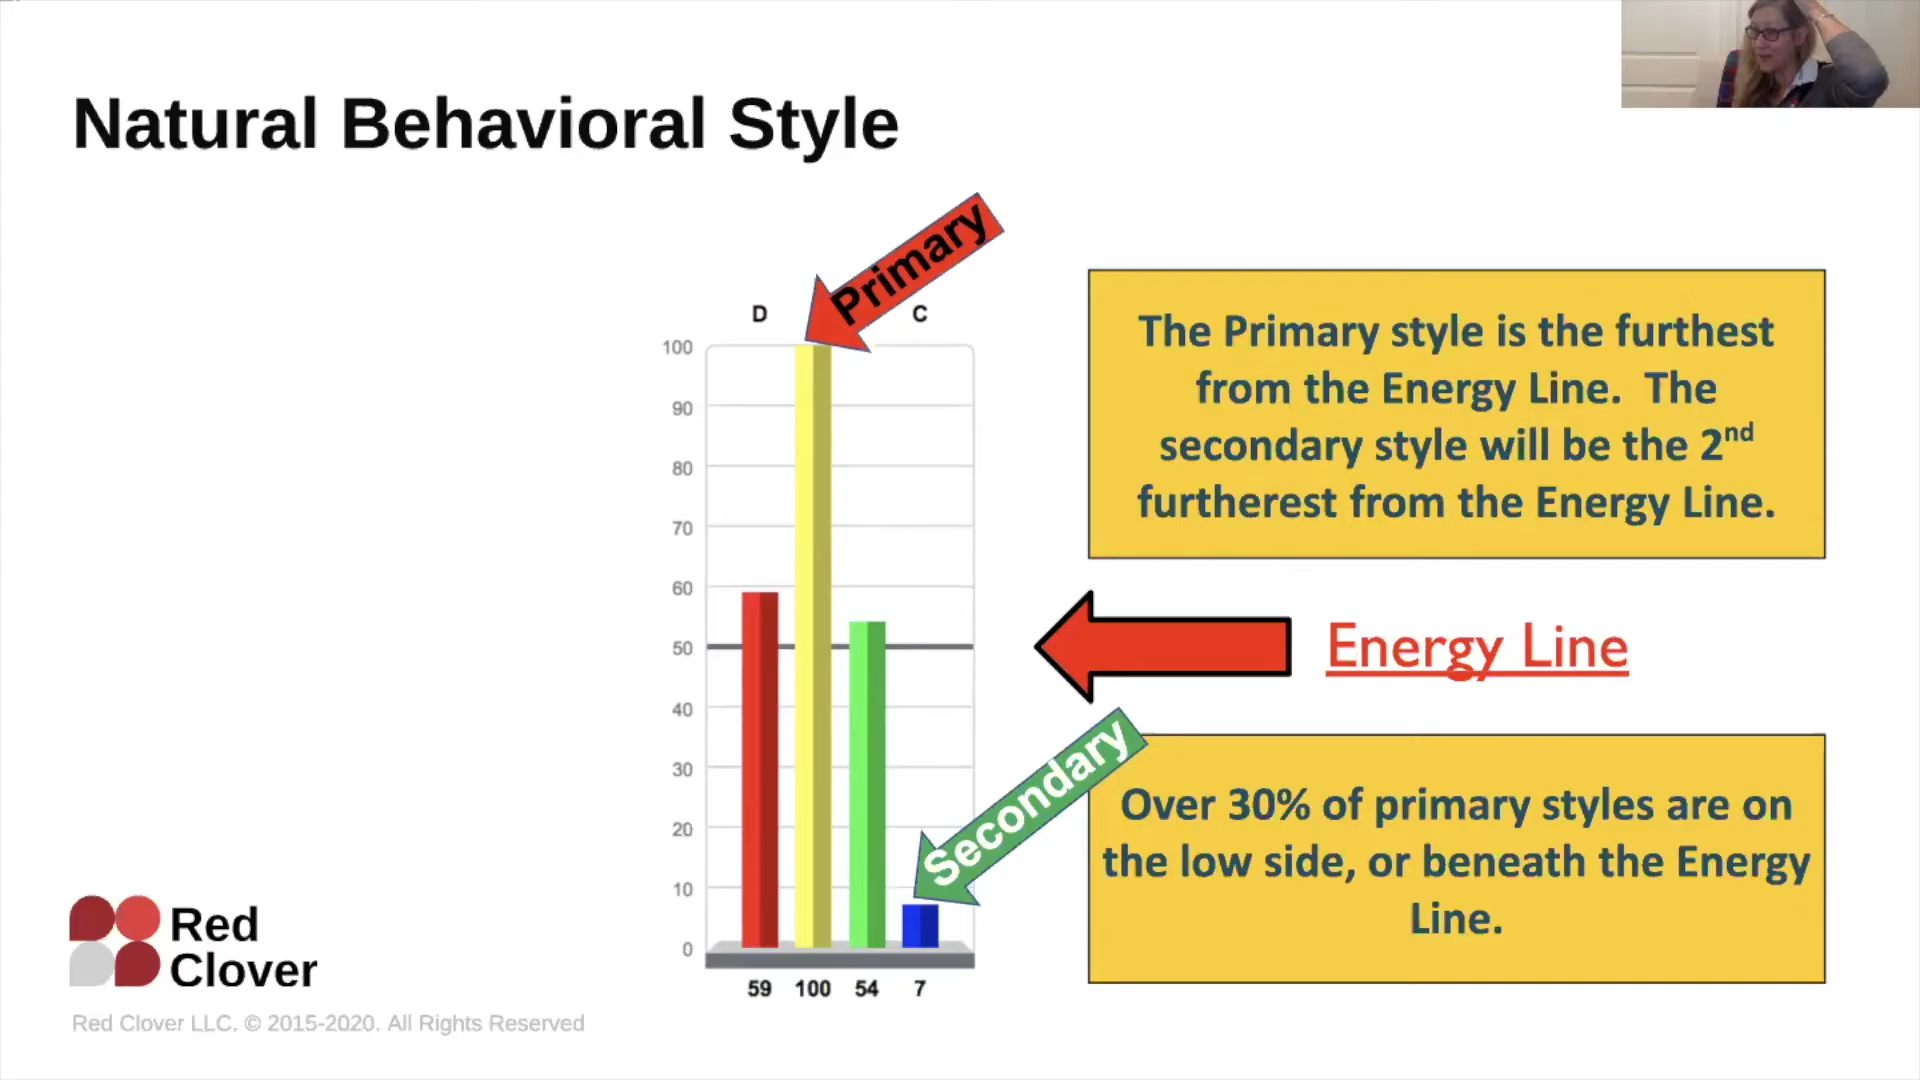 Natural Behavioral Style
Primary
D
C
100
90
80
70
60
50
40
30
20
10
0
59 100 54 7
The Primary style is the furthest
from the Energy Line. The
secondary style will be the 2nd
furtherest from the Energy Line.
Energy Line
Secondary
Over 30% of primary styles are on
the low side, or beneath the Energy
Line.
Red
Clover
Red Clover LLC. © 2015-2020. All Rights Reserved